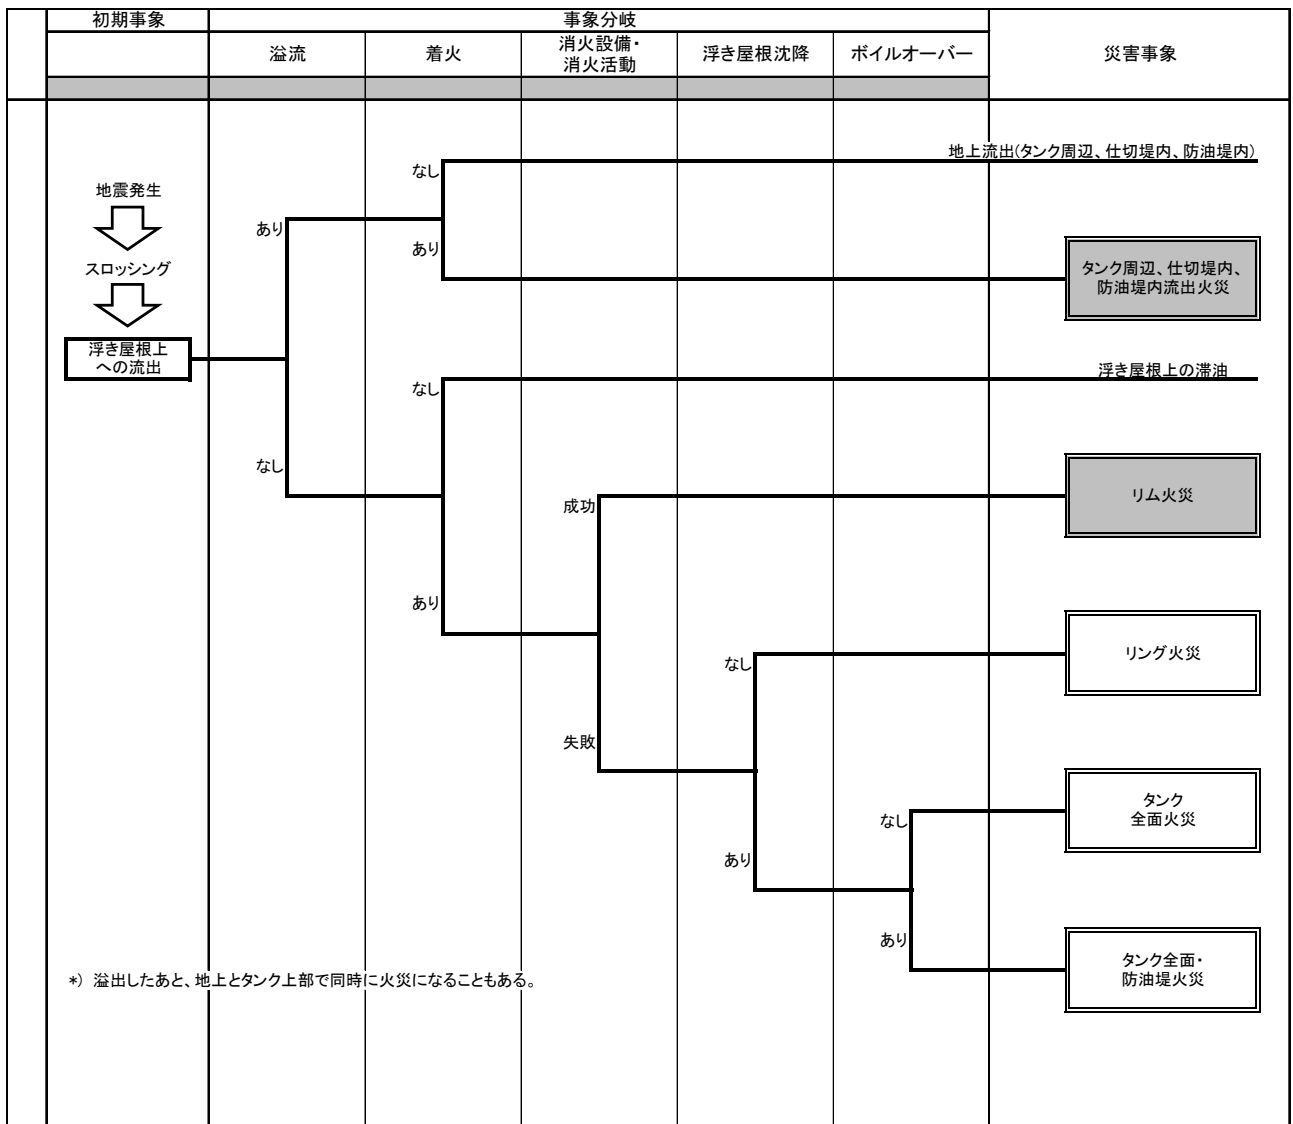 初期事象
事象分岐
溢流
着火
消火設備・
消火活動
浮き屋根沈降
ボイルオーバー
災害事象
地上流出(タンク周辺、仕切堤内、防油堤内)
なし
地震発生
あり
あり
スロッシング
タンク周辺、仕切堤内、
防油堤内流出火災
浮き屋根上
への流出
浮き屋根上の滞油
なし
なし
リム火災
成功
あり
リング火災
なし
失敗
タンク
全面火災
なし
あり
あり
タンク全面・
防油堤火災
*) 溢出したあと、地上とタンク上部で同時に火災になることもある。